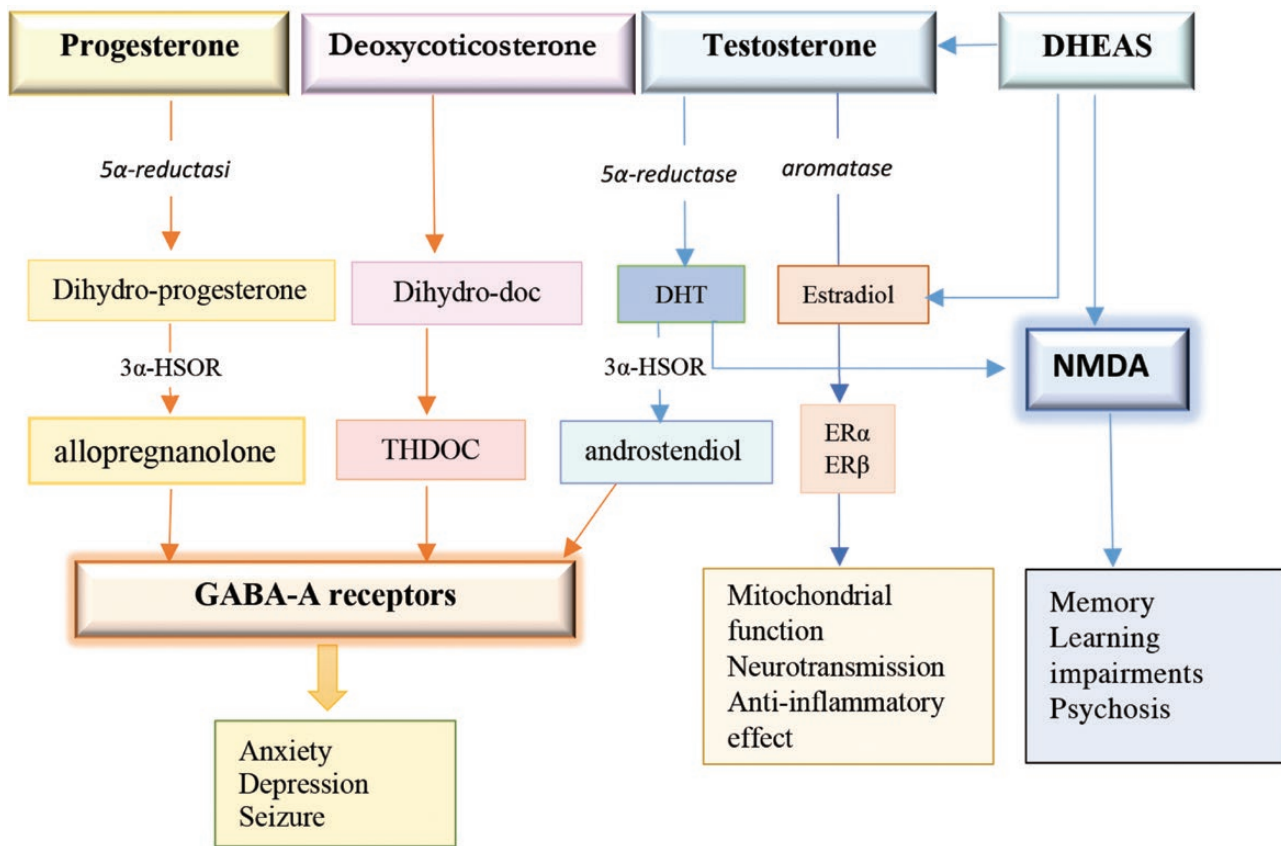 Progesterone
Deoxycoticosterone
Testosterone
DHEAS
5α-reductasi
5α-reductase
aromatase
Dihydro-progesterone
Dihydro-doc
DHT
Estradiol
3α-HSOR
3α-HSOR
NMDA
allopregnanolone
THDOC
androstendiol
ERα
ERβ
GABA-A receptors
Mitochondrial
function
Neurotransmission
Anti-inflammatory
effect
Memory
Learning
impairments
Psychosis
Anxiety
Depression
Seizure